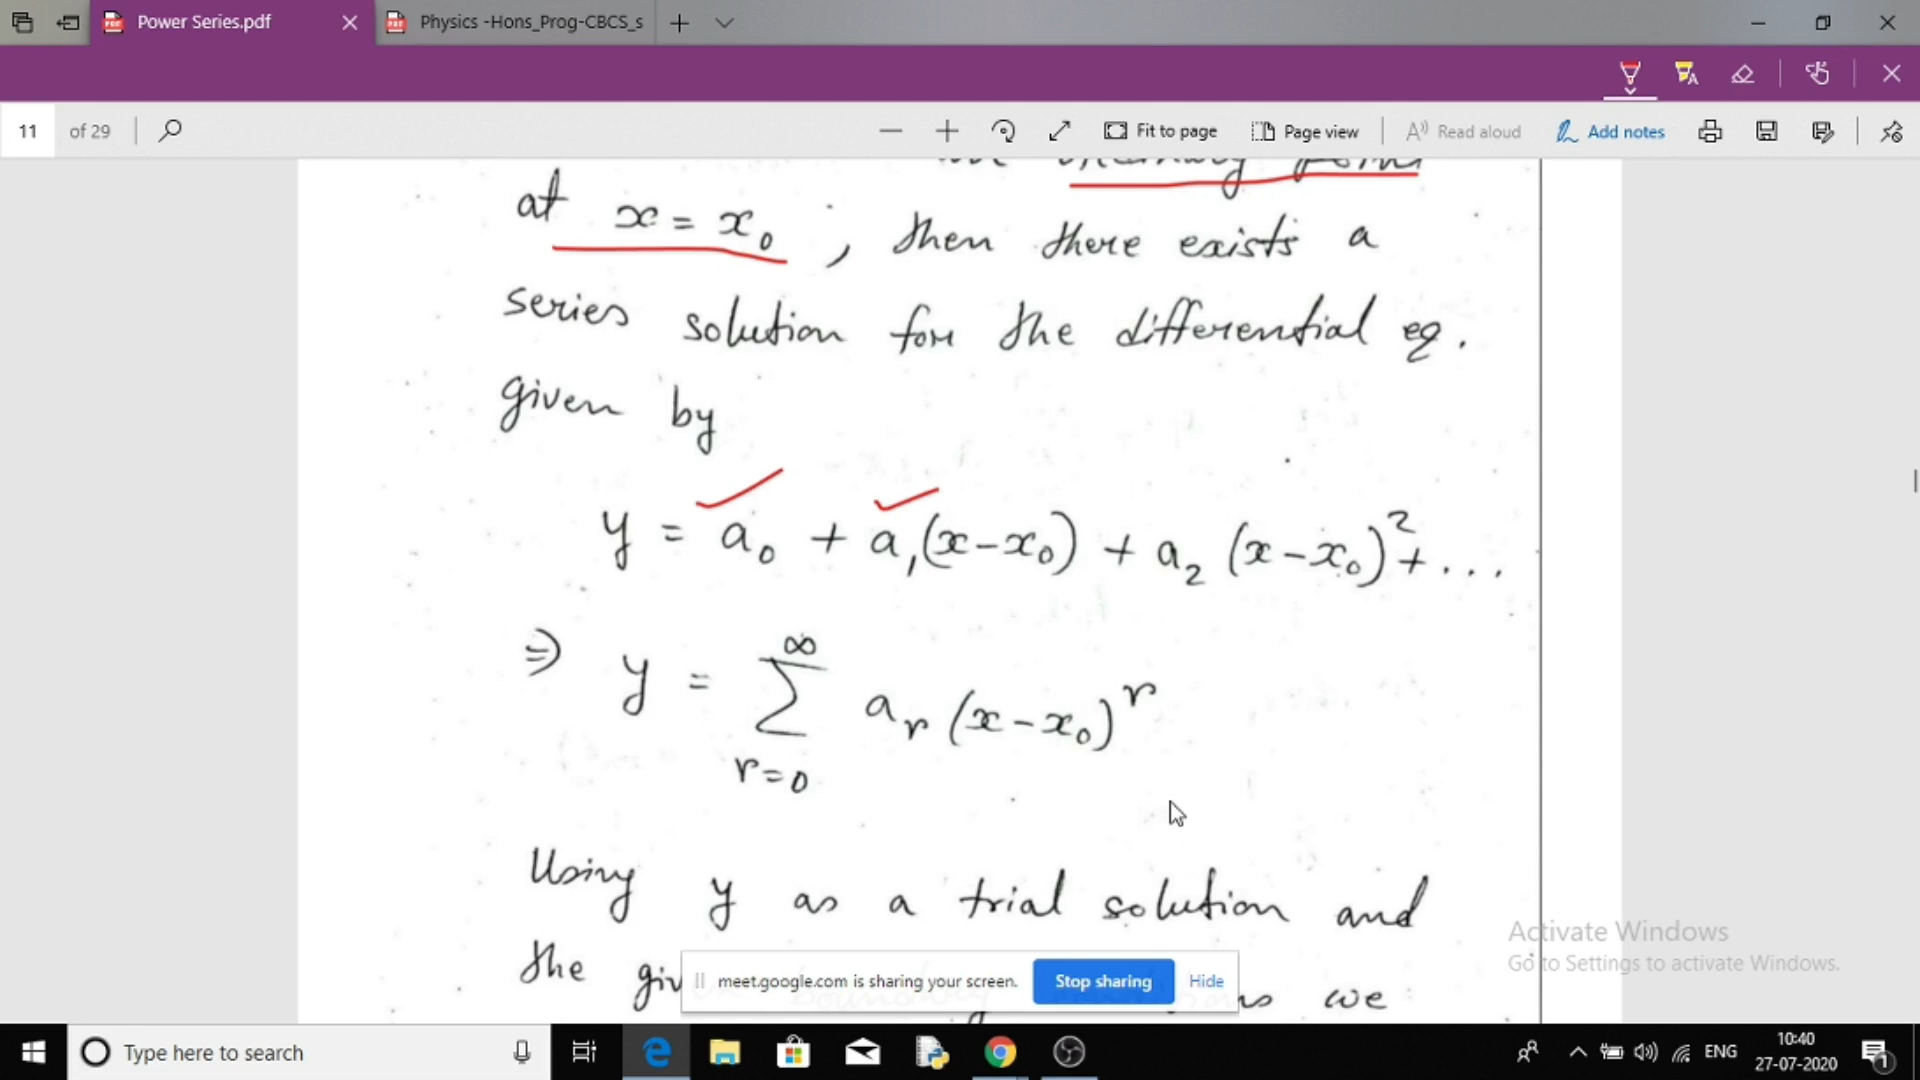 Power Series.pdf
Physics -Hons_Prog-CBCS_s
11 of 29
Fit to page
Page view
Read aloud
Add notes
at x = x₀ , then there exists a
series solution for the differential eq.
given by
y = a₀ + a₁(x-x₀) + a₂ (x-x₀)² + ...
⇒ y = ∑ aᵣ (x-x₀)ʳ
∞
r=0
Using y as a trial solution and
the
we
meet.google.com is sharing your screen.
Stop sharing
Hide
Activate Windows
Go to Settings to activate Windows.
Type here to search
ENG
10:40
27-07-2020
1